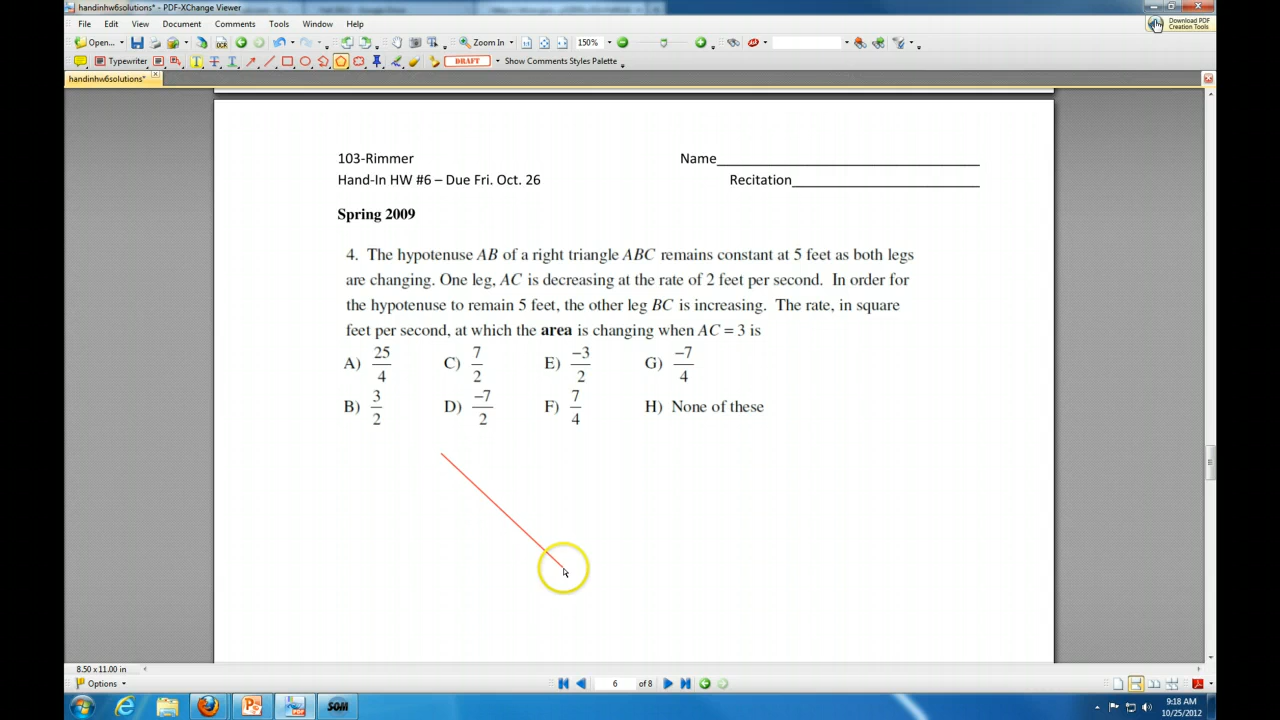 handinhw6solutions* - PDF-XChange Viewer
File Edit View Document Comments Tools Window Help
Download PDF
Creation Tools
Open... OCR Zoom In 150%
Typewriter DRAFT Show Comments Styles Palette
handinhw6solutions*
103-Rimmer Name
Hand-In HW #6 – Due Fri. Oct. 26 Recitation
Spring 2009
4. The hypotenuse AB of a right triangle ABC remains constant at 5 feet as both legs
are changing. One leg, AC is decreasing at the rate of 2 feet per second. In order for
the hypotenuse to remain 5 feet, the other leg BC is increasing. The rate, in square
feet per second, at which the area is changing when AC = 3 is
A) 25/4 C) 7/2 E) −3/2 G) −7/4
B) 3/2 D) −7/2 F) 7/4 H) None of these
8.50 x 11.00 in
Options 6 of 8
SOM 9:18 AM
10/25/2012